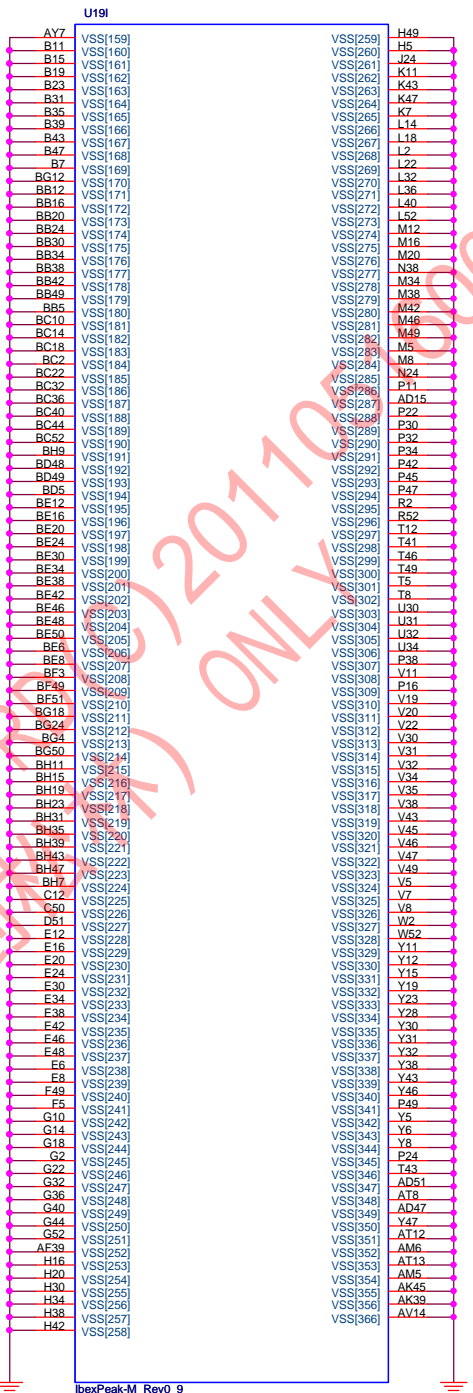 U19I
AY7 VSS[159]
B11 VSS[160]
B15 VSS[161]
B19 VSS[162]
B23 VSS[163]
B31 VSS[164]
B35 VSS[165]
B39 VSS[166]
B43 VSS[167]
B47 VSS[168]
B7 VSS[169]
BG12 VSS[170]
BB12 VSS[171]
BB16 VSS[172]
BB20 VSS[173]
BB24 VSS[174]
BB30 VSS[175]
BB34 VSS[176]
BB38 VSS[177]
BB42 VSS[178]
BB49 VSS[179]
BB5 VSS[180]
BC10 VSS[181]
BC14 VSS[182]
BC18 VSS[183]
BC2 VSS[184]
BC22 VSS[185]
BC32 VSS[186]
BC36 VSS[187]
BC40 VSS[188]
BC44 VSS[189]
BC52 VSS[190]
BH9 VSS[191]
BD48 VSS[192]
BD49 VSS[193]
BD5 VSS[194]
BE12 VSS[195]
BE16 VSS[196]
BE20 VSS[197]
BE24 VSS[198]
BE30 VSS[199]
BE34 VSS[200]
BE38 VSS[201]
BE42 VSS[202]
BE46 VSS[203]
BE48 VSS[204]
BE50 VSS[205]
BE6 VSS[206]
BE8 VSS[207]
BF3 VSS[208]
BF49 VSS[209]
BF51 VSS[210]
BG18 VSS[211]
BG24 VSS[212]
BG4 VSS[213]
BG50 VSS[214]
BH11 VSS[215]
BH15 VSS[216]
BH19 VSS[217]
BH23 VSS[218]
BH31 VSS[219]
BH35 VSS[220]
BH39 VSS[221]
BH43 VSS[222]
BH47 VSS[223]
BH7 VSS[224]
C12 VSS[225]
C50 VSS[226]
D51 VSS[227]
E12 VSS[228]
E16 VSS[229]
E20 VSS[230]
E24 VSS[231]
E30 VSS[232]
E34 VSS[233]
E38 VSS[234]
E42 VSS[235]
E46 VSS[236]
E48 VSS[237]
E6 VSS[238]
E8 VSS[239]
F49 VSS[240]
F5 VSS[241]
G10 VSS[242]
G14 VSS[243]
G18 VSS[244]
G2 VSS[245]
G22 VSS[246]
G32 VSS[247]
G36 VSS[248]
G40 VSS[249]
G44 VSS[250]
G52 VSS[251]
AF39 VSS[252]
H16 VSS[253]
H20 VSS[254]
H30 VSS[255]
H34 VSS[256]
H38 VSS[257]
H42 VSS[258]
VSS[259] H49
VSS[260] H5
VSS[261] J24
VSS[262] K11
VSS[263] K43
VSS[264] K47
VSS[265] K7
VSS[266] L14
VSS[267] L18
VSS[268] L2
VSS[269] L22
VSS[270] L32
VSS[271] L36
VSS[272] L40
VSS[273] L52
VSS[274] M12
VSS[275] M16
VSS[276] M20
VSS[277] N38
VSS[278] M34
VSS[279] M38
VSS[280] M42
VSS[281] M46
VSS[282] M49
VSS[283] M5
VSS[284] M8
VSS[285] N24
VSS[286] P11
VSS[287] AD15
VSS[288] P22
VSS[289] P30
VSS[290] P32
VSS[291] P34
VSS[292] P42
VSS[293] P45
VSS[294] P47
VSS[295] R2
VSS[296] R52
VSS[297] T12
VSS[298] T41
VSS[299] T46
VSS[300] T49
VSS[301] T5
VSS[302] T8
VSS[303] U30
VSS[304] U31
VSS[305] U32
VSS[306] U34
VSS[307] P38
VSS[308] V11
VSS[309] P16
VSS[310] V19
VSS[311] V20
VSS[312] V22
VSS[313] V30
VSS[314] V31
VSS[315] V32
VSS[316] V34
VSS[317] V35
VSS[318] V38
VSS[319] V43
VSS[320] V45
VSS[321] V46
VSS[322] V47
VSS[323] V49
VSS[324] V5
VSS[325] V7
VSS[326] V8
VSS[327] W2
VSS[328] W52
VSS[329] Y11
VSS[330] Y12
VSS[331] Y15
VSS[332] Y19
VSS[333] Y23
VSS[334] Y28
VSS[335] Y30
VSS[336] Y31
VSS[337] Y32
VSS[338] Y38
VSS[339] Y43
VSS[340] Y46
VSS[341] P49
VSS[342] Y5
VSS[343] Y6
VSS[344] Y8
VSS[345] P24
VSS[346] T43
VSS[347] AD51
VSS[348] AT8
VSS[349] AD47
VSS[350] Y47
VSS[351] AT12
VSS[352] AM6
VSS[353] AT13
VSS[354] AM5
VSS[355] AK45
VSS[356] AK39
VSS[366] AV14
IbexPeak-M_Rev0_9
ONLY